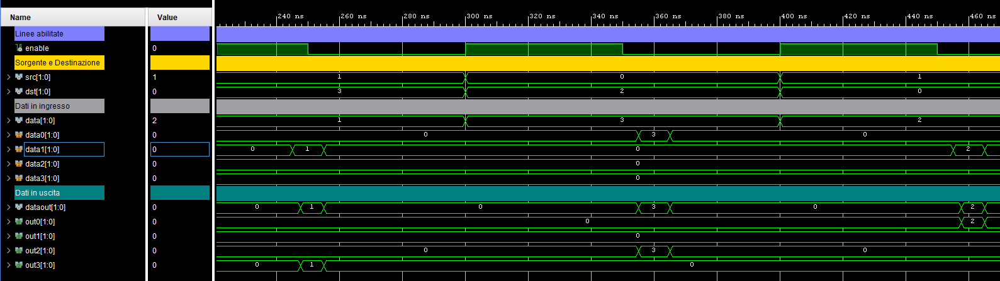 Name Value 240 ns 260 ns 280 ns 300 ns 320 ns 340 ns 360 ns 380 ns 400 ns 420 ns 440 ns 460 ns
Linee abilitate
enable 0
Sorgente e Destinazione
src[1:0] 1 1 0 1
dst[1:0] 0 3 2 0
Dati in ingresso
data[1:0] 2 1 3 2
data0[1:0] 0 0 3 0
data1[1:0] 0 0 1 0 2
data2[1:0] 0 0
data3[1:0] 0 0
Dati in uscita
dataout[1:0] 0 0 1 0 3 0 2
out0[1:0] 0 0 2
out1[1:0] 0 0
out2[1:0] 0 0 3 0
out3[1:0] 0 0 1 0